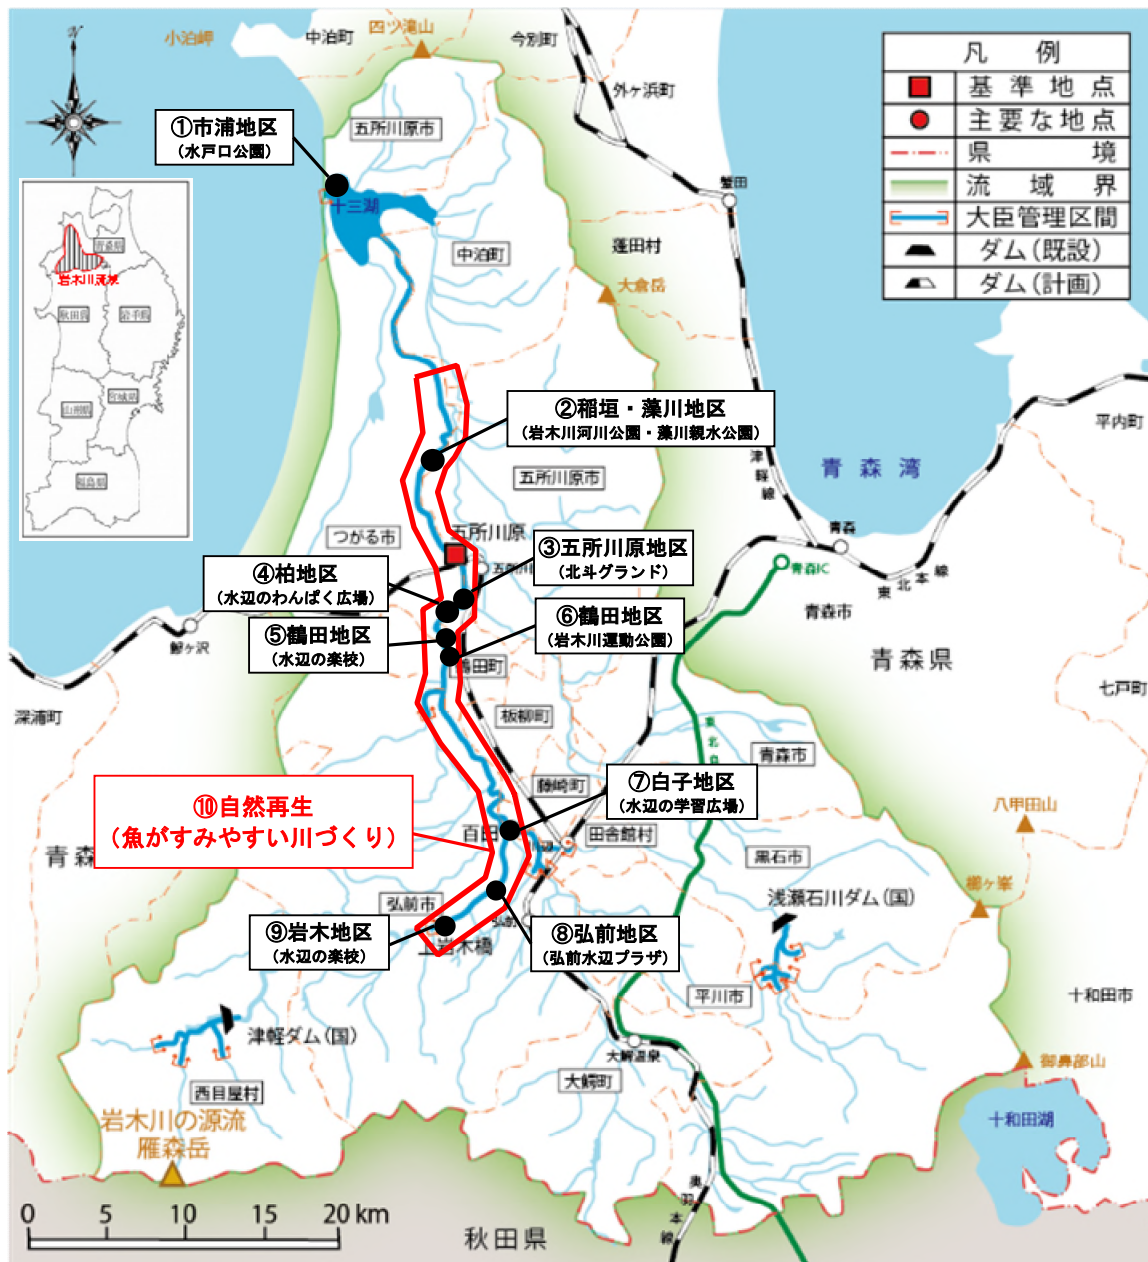 N
小泊岬
中泊町
四ツ滝山
今別町
外ヶ浜町
凡例
基準地点
主要な地点
県境
流域界
大臣管理区間
ダム(既設)
ダム(計画)
①市浦地区
(水戸口公園)
五所川原市
十三湖
中泊町
蟹田
蓬田村
大倉岳
青森県
岩木川流域
秋田県
岩手県
山形県
宮城県
福島県
②稲垣・藻川地区
(岩木川河川公園・藻川親水公園)
津軽線
平内町
青森湾
五所川原市
つがる市
五所川原
③五所川原地区
(北斗グランド)
④柏地区
(水辺のわんぱく広場)
⑤鶴田地区
(水辺の楽校)
⑥鶴田地区
(岩木川運動公園)
青森
青森IC
東北本線
青森市
青森県
鰺ヶ沢
深浦町
鶴田町
板柳町
七戸町
青森市
藤崎町
⑦白子地区
(水辺の学習広場)
⑩自然再生
(魚がすみやすい川づくり)
百田
田舎館村
八甲田山
黒石市
櫛ヶ峯
浅瀬石川ダム(国)
弘前市
⑨岩木地区
(水辺の楽校)
上岩木橋
⑧弘前地区
(弘前水辺プラザ)
平川市
十和田市
津軽ダム(国)
大鰐温泉
大鰐町
御鼻部山
西目屋村
岩木川の源流
雁森岳
十和田湖
奥羽本線
秋田県
0 5 10 15 20 km